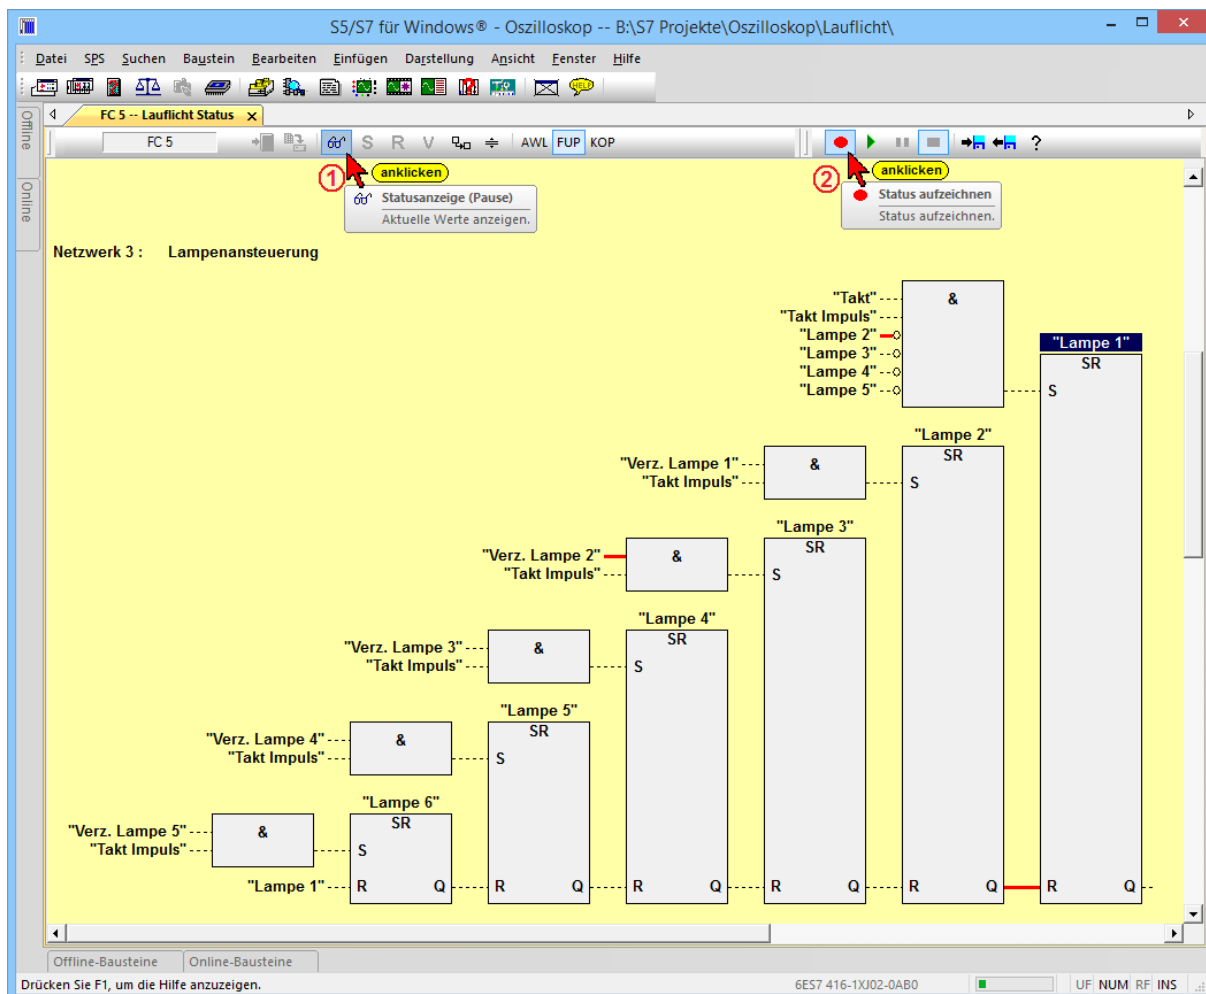 S5/S7 für Windows® - Oszilloskop -- B:\S7 Projekte\Oszilloskop\Lauflicht\
Datei SPS Suchen Baustein Bearbeiten Einfügen Darstellung Ansicht Fenster Hilfe
HELP
Offline
Online
FC 5 -- Lauflicht Status x
FC 5 S R V AWL FUP KOP ?
1 anklicken
Statusanzeige (Pause)
Aktuelle Werte anzeigen.
2 anklicken
Status aufzeichnen
Status aufzeichnen.
Netzwerk 3 : Lampenansteuerung
"Takt" &
"Takt Impuls"
"Lampe 2"
"Lampe 3"
"Lampe 4"
"Lampe 5"
"Lampe 1"
SR
S
"Lampe 2"
SR
"Verz. Lampe 1" &
"Takt Impuls" S
"Lampe 3"
SR
"Verz. Lampe 2" &
"Takt Impuls" S
"Lampe 4"
SR
"Verz. Lampe 3" &
"Takt Impuls" S
"Lampe 5"
SR
"Verz. Lampe 4" &
"Takt Impuls" S
"Lampe 6"
SR
"Verz. Lampe 5" &
"Takt Impuls" S
"Lampe 1" R Q R Q R Q R Q R Q R Q
Offline-Bausteine Online-Bausteine
Drücken Sie F1, um die Hilfe anzuzeigen. 6ES7 416-1XJ02-0AB0 UF NUM RF INS